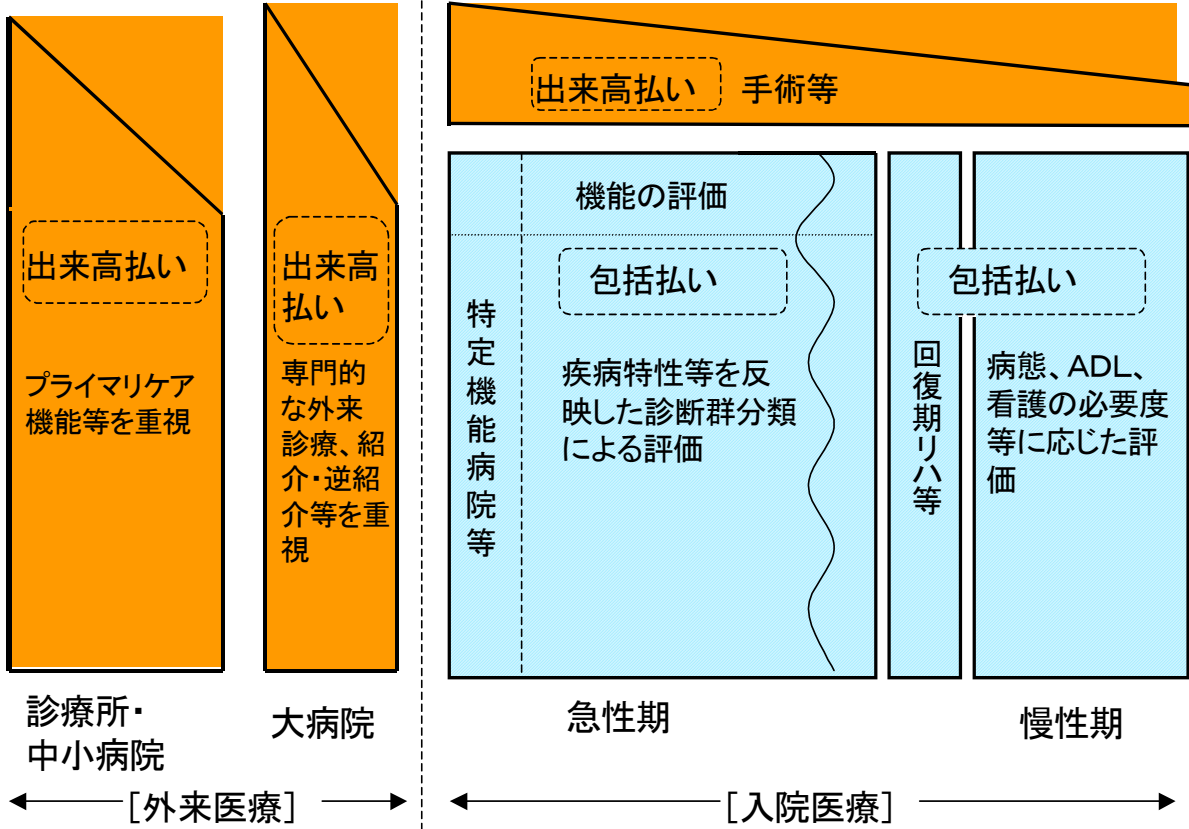 出来高払い
プライマリケア
機能等を重視
診療所・
中小病院
出来高
払い
専門的
な外来
診療、紹
介・逆紹
介等を重
視
大病院
[外来医療]
出来高払い 手術等
特定機能病院等
機能の評価
包括払い
疾病特性等を反
映した診断群分類
による評価
急性期
回復期リハ等
包括払い
病態、ADL、
看護の必要度
等に応じた評
価
慢性期
[入院医療]